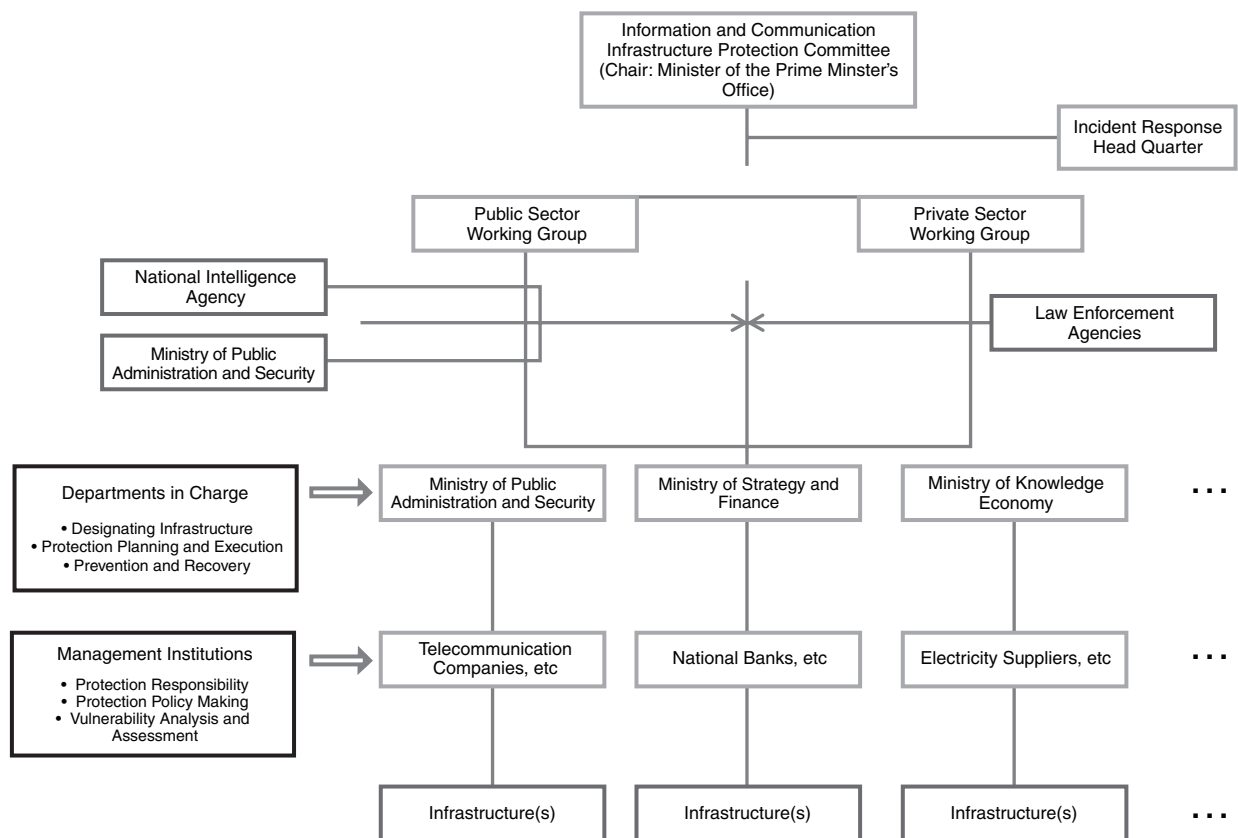 Information and Communication
Infrastructure Protection Committee
(Chair: Minister of the Prime Minster's
Office)
Incident Response
Head Quarter
Public Sector
Working Group
Private Sector
Working Group
National Intelligence
Agency
Law Enforcement
Agencies
Ministry of Public
Administration and Security
Departments in Charge
• Designating Infrastructure
• Protection Planning and Execution
• Prevention and Recovery
Ministry of Public
Administration and Security
Ministry of Strategy and
Finance
Ministry of Knowledge
Economy
...
Management Institutions
• Protection Responsibility
• Protection Policy Making
• Vulnerability Analysis and
Assessment
Telecommunication
Companies, etc
National Banks, etc
Electricity Suppliers, etc
...
Infrastructure(s)
Infrastructure(s)
Infrastructure(s)
...